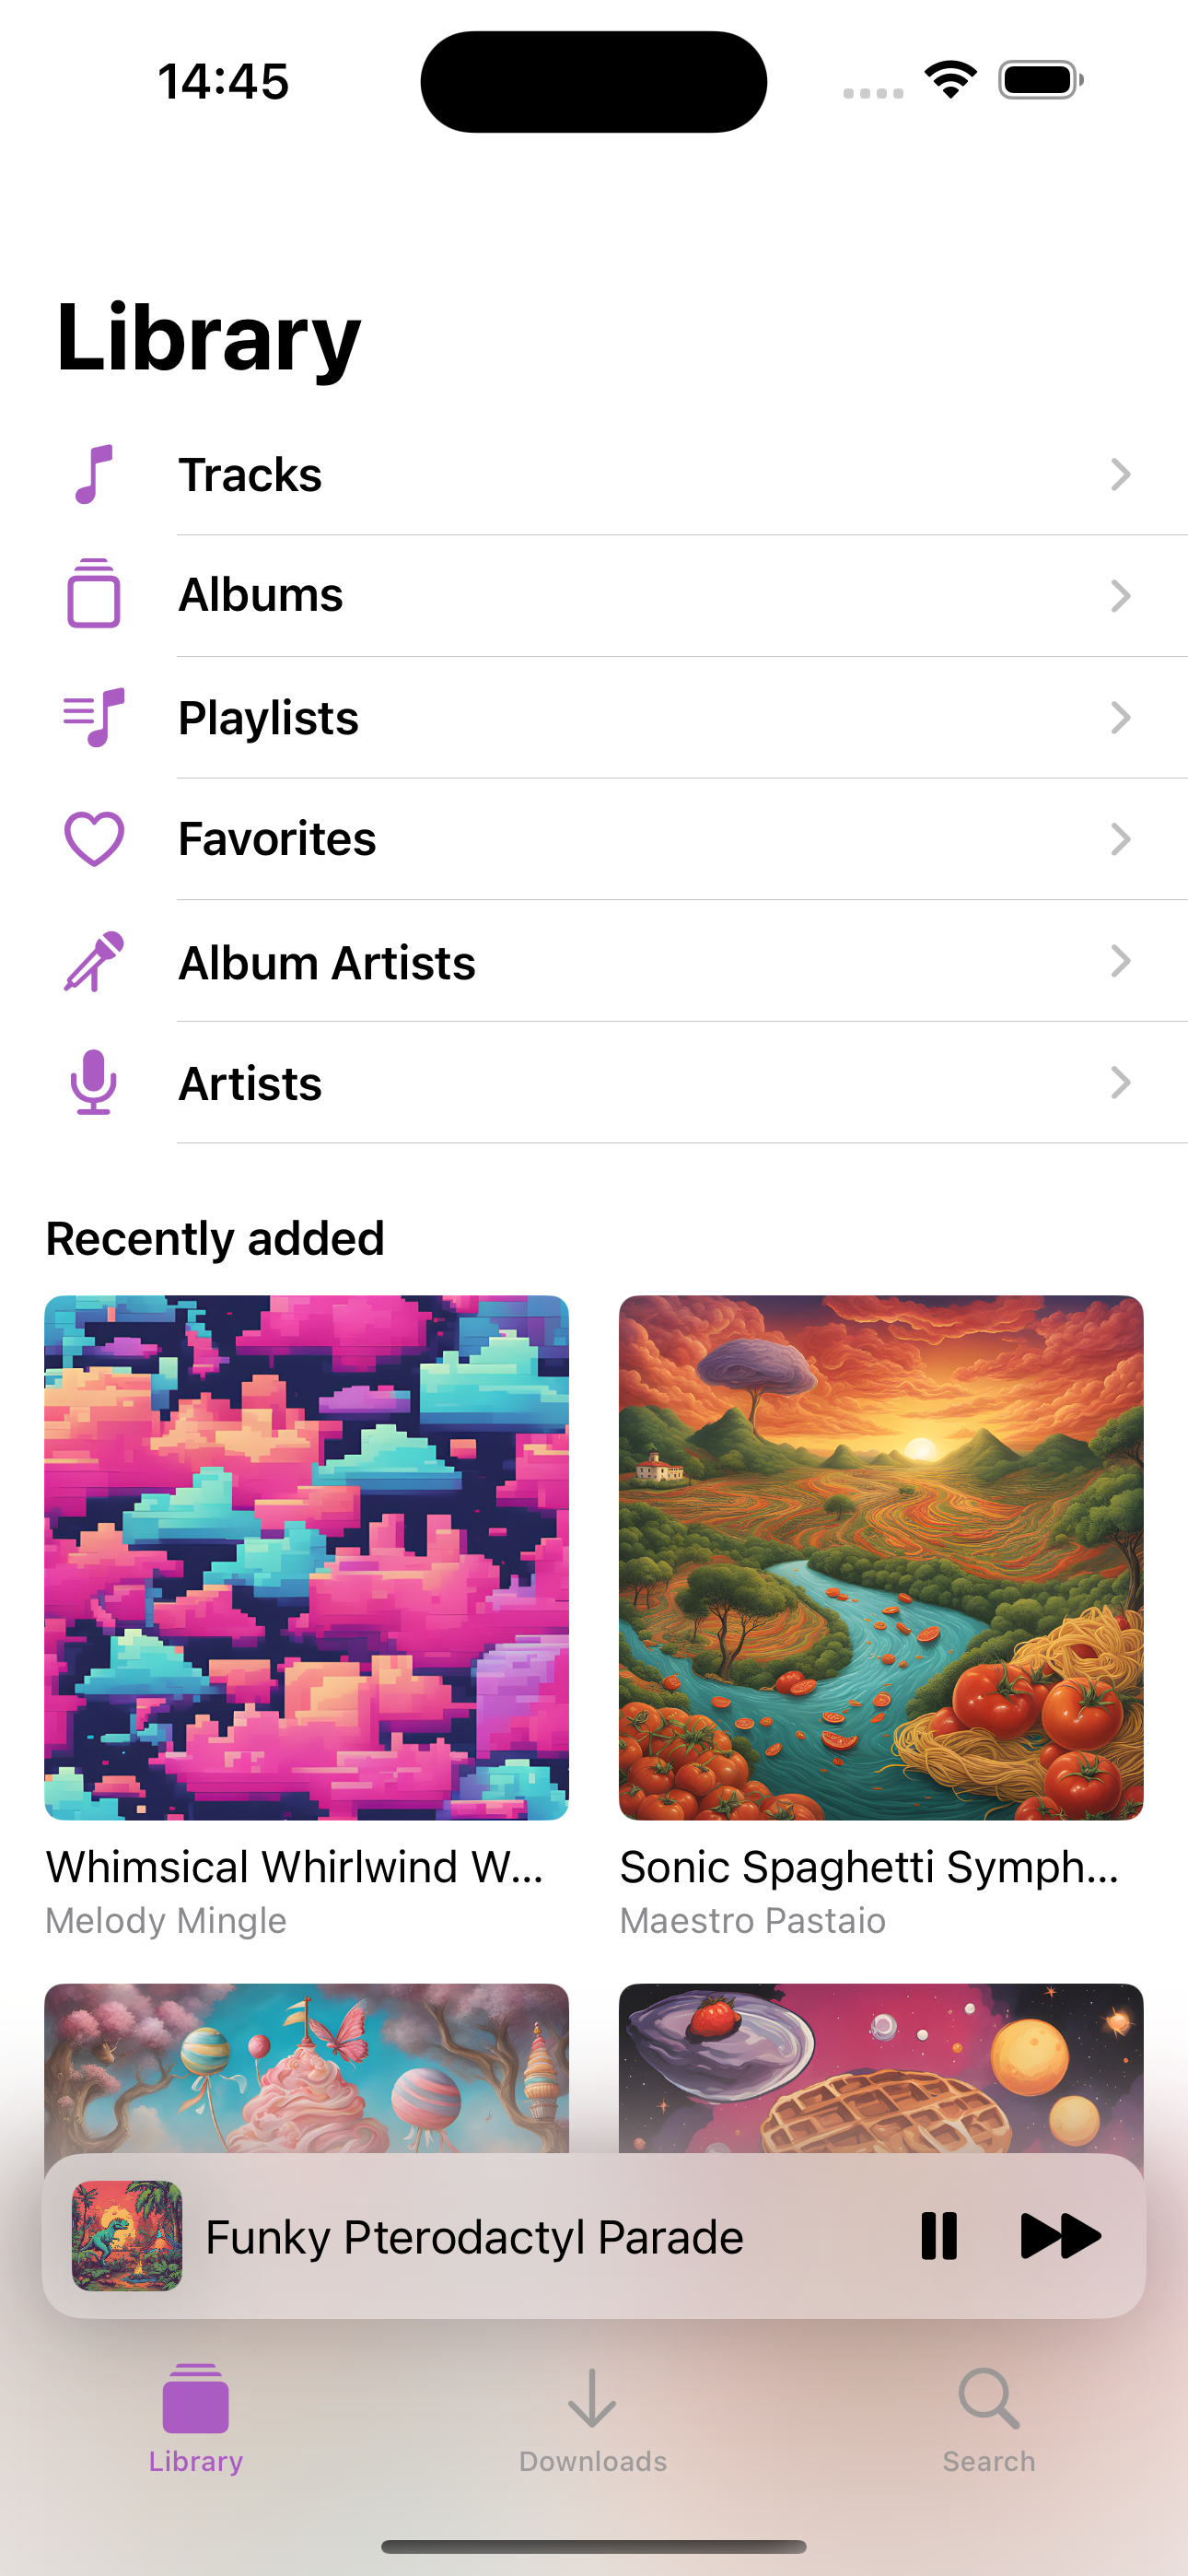 14:45
Library
Tracks
Albums
Playlists
Favorites
Album Artists
Artists
Recently added
Whimsical Whirlwind W...
Sonic Spaghetti Symph...
Melody Mingle
Maestro Pastaio
Funky Pterodactyl Parade
Library
Downloads
Search